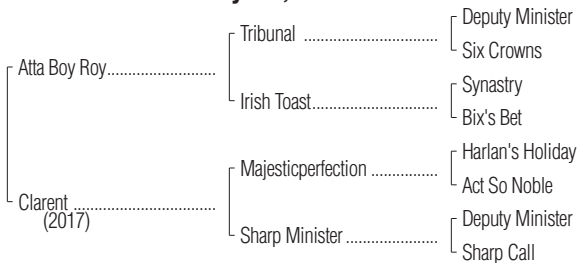 Deputy Minister
Tribunal ................................
Six Crowns
Atta Boy Roy..........................
Synastry
Irish Toast..............................
Bix's Bet
Harlan's Holiday
Majesticperfection ................
Act So Noble
Clarent ..................................
(2017)
Deputy Minister
Sharp Minister ......................
Sharp Call